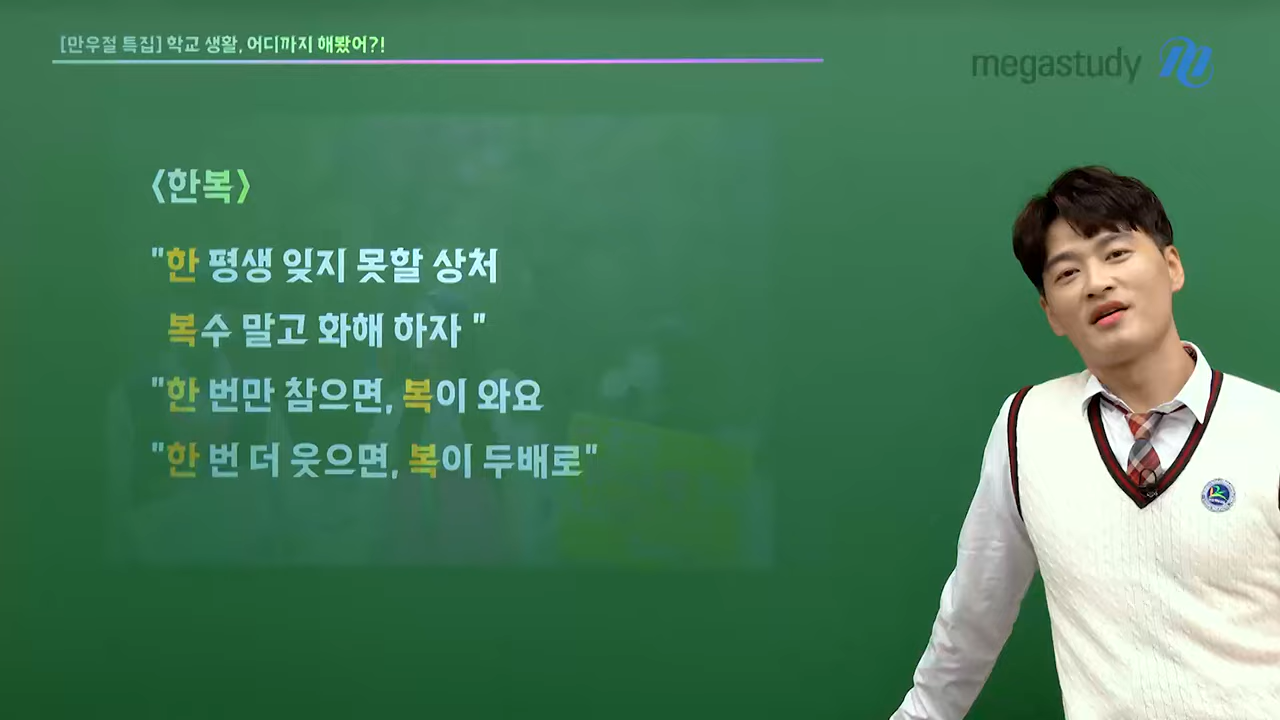 [만우절 특집] 학교 생활, 어디까지 해봤어?!
megastudy
〈한복〉
"한 평생 잊지 못할 상처
복수 말고 화해 하자 "
"한 번만 참으면, 복이 와요
"한 번 더 웃으면, 복이 두배로"